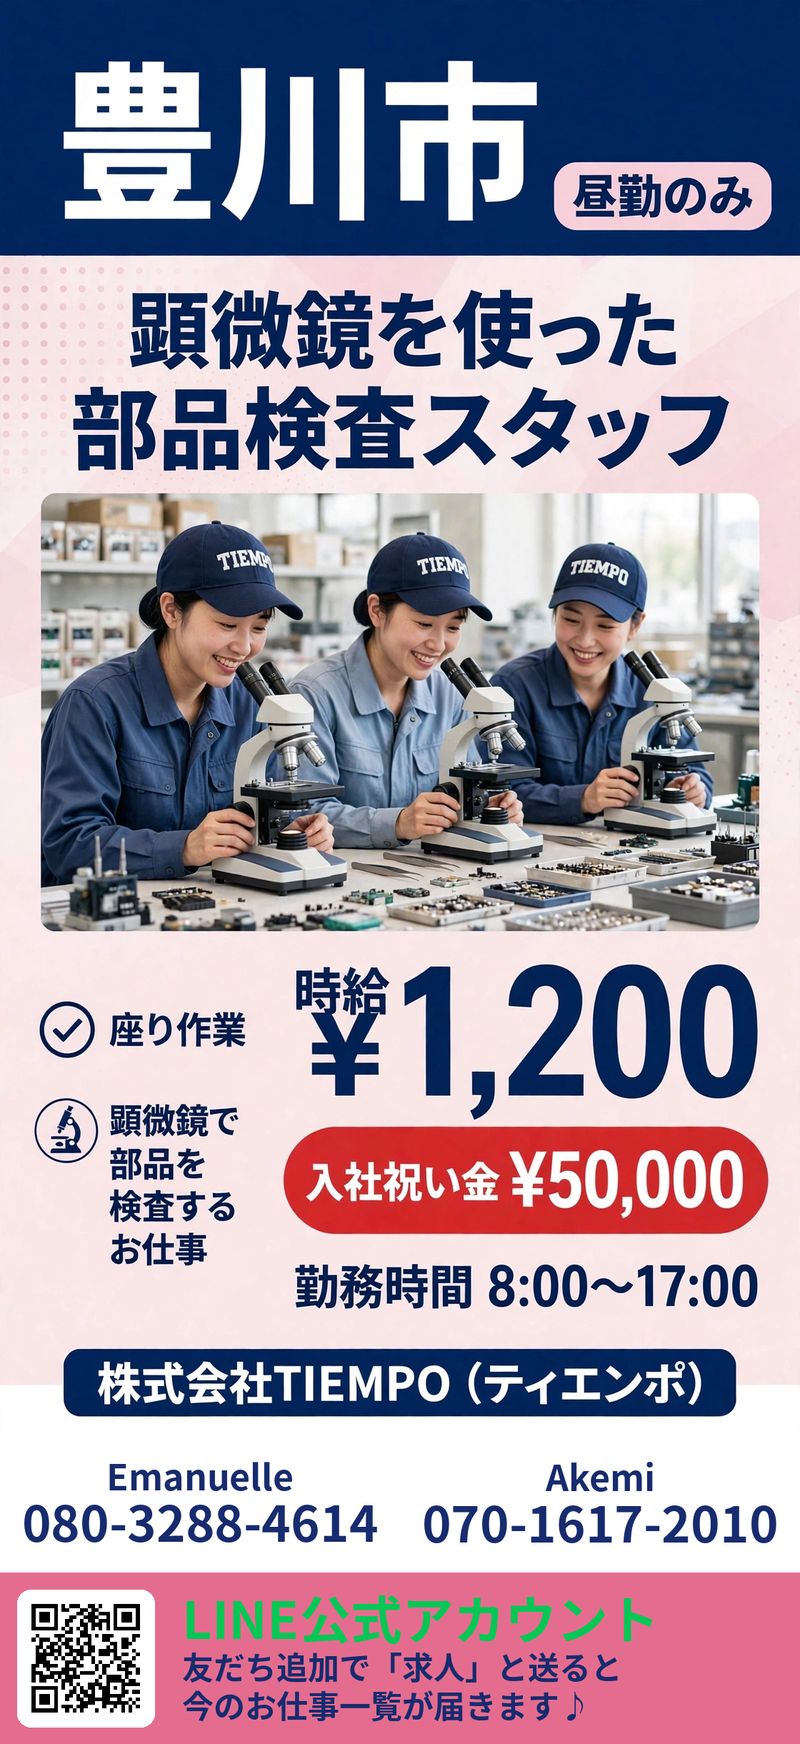 豊川市
昼勤のみ
顕微鏡を使った
部品検査スタッフ
TIEMPO
TIEMPO
TIEMPO
座り作業
顕微鏡で
部品を
検査する
お仕事
時給
¥1,200
入社祝い金 ¥50,000
勤務時間 8:00〜17:00
株式会社TIEMPO（ティエンポ）
Emanuelle
080-3288-4614
Akemi
070-1617-2010
LINE公式アカウント
友だち追加で「求人」と送ると
今のお仕事一覧が届きます♪